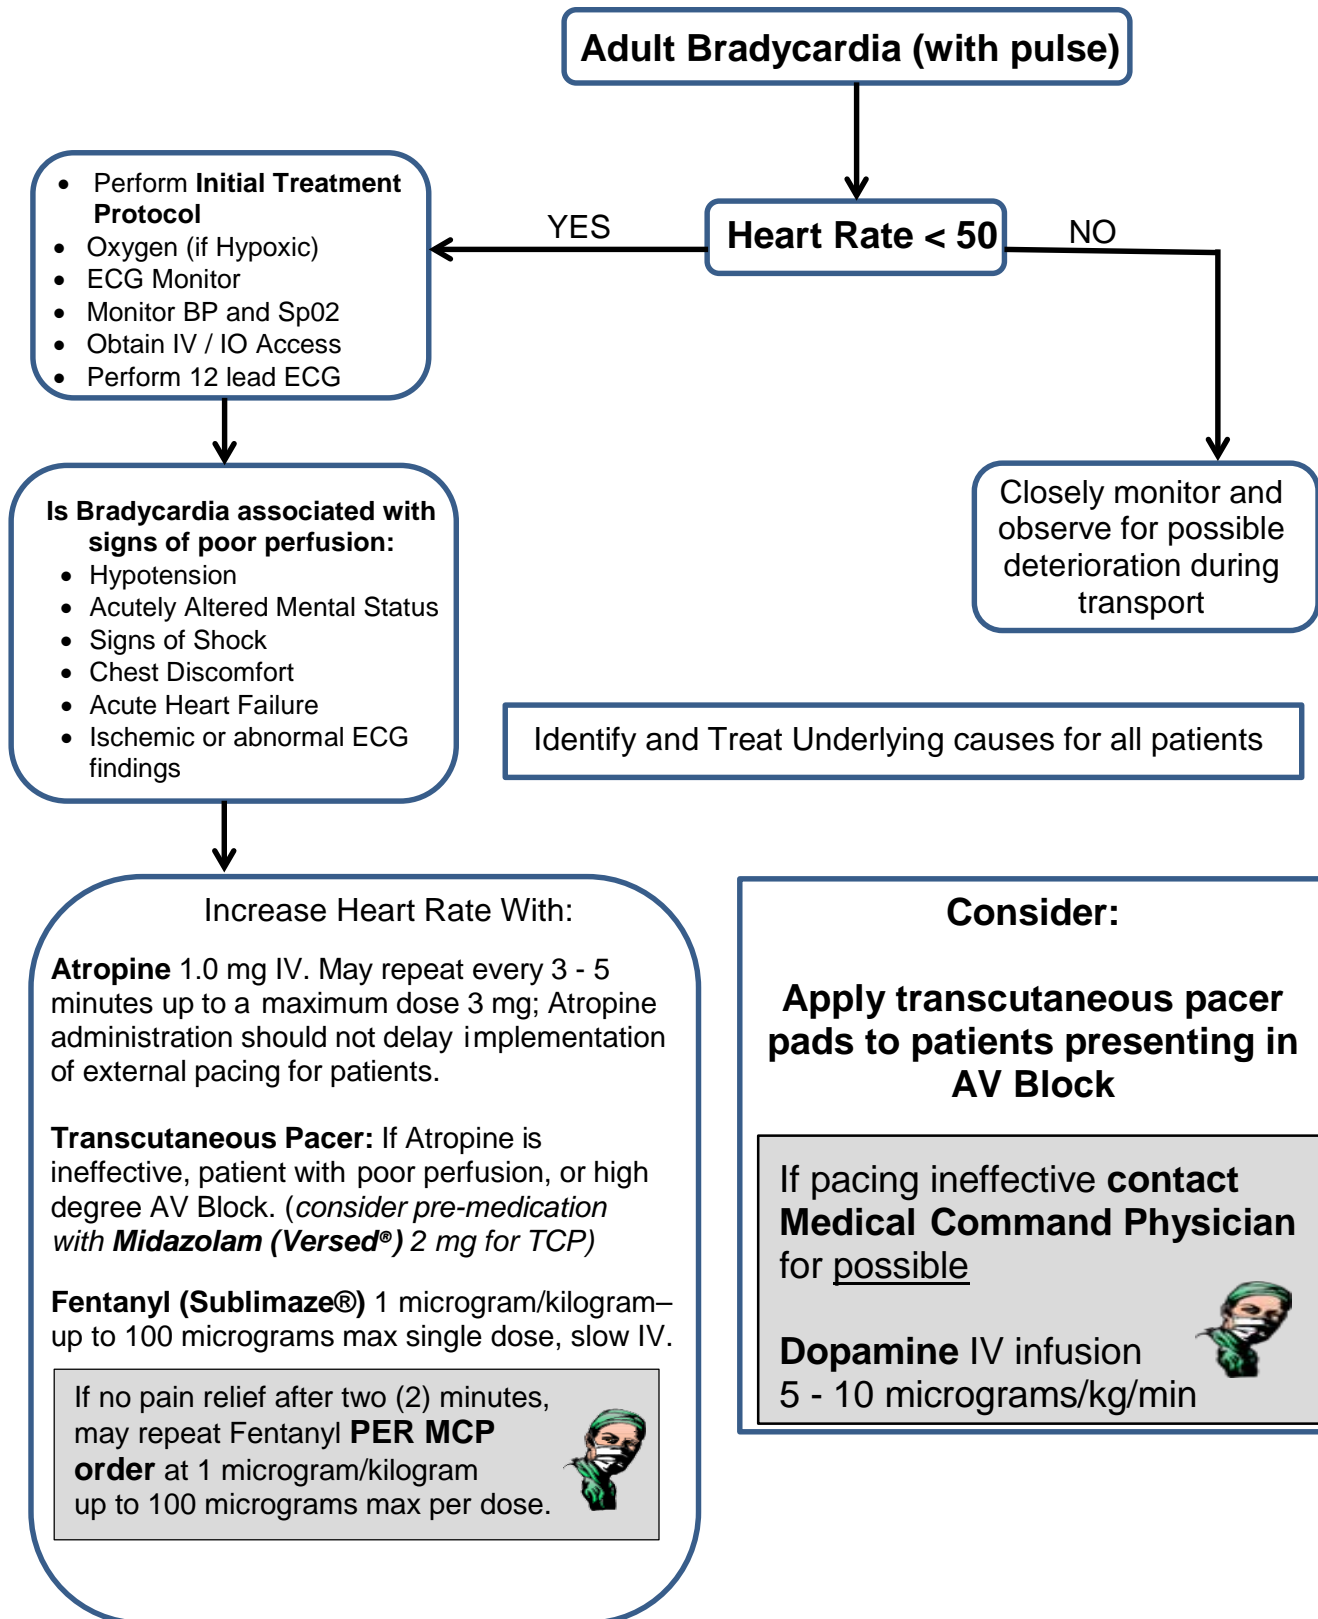 Adult Bradycardia (with pulse)
Heart Rate < 50
YES
NO
• Perform Initial Treatment
Protocol
• Oxygen (if Hypoxic)
• ECG Monitor
• Monitor BP and Sp02
• Obtain IV / IO Access
• Perform 12 lead ECG
Closely monitor and
observe for possible
deterioration during
transport
Is Bradycardia associated with
signs of poor perfusion:
• Hypotension
• Acutely Altered Mental Status
• Signs of Shock
• Chest Discomfort
• Acute Heart Failure
• Ischemic or abnormal ECG
findings
Identify and Treat Underlying causes for all patients
Increase Heart Rate With:
Atropine 1.0 mg IV. May repeat every 3 - 5
minutes up to a maximum dose 3 mg; Atropine
administration should not delay implementation
of external pacing for patients.
Transcutaneous Pacer: If Atropine is
ineffective, patient with poor perfusion, or high
degree AV Block. (consider pre-medication
with Midazolam (Versed®) 2 mg for TCP)
Fentanyl (Sublimaze®) 1 microgram/kilogram–
up to 100 micrograms max single dose, slow IV.
If no pain relief after two (2) minutes,
may repeat Fentanyl PER MCP
order at 1 microgram/kilogram
up to 100 micrograms max per dose.
Consider:
Apply transcutaneous pacer
pads to patients presenting in
AV Block
If pacing ineffective contact
Medical Command Physician
for possible
Dopamine IV infusion
5 - 10 micrograms/kg/min